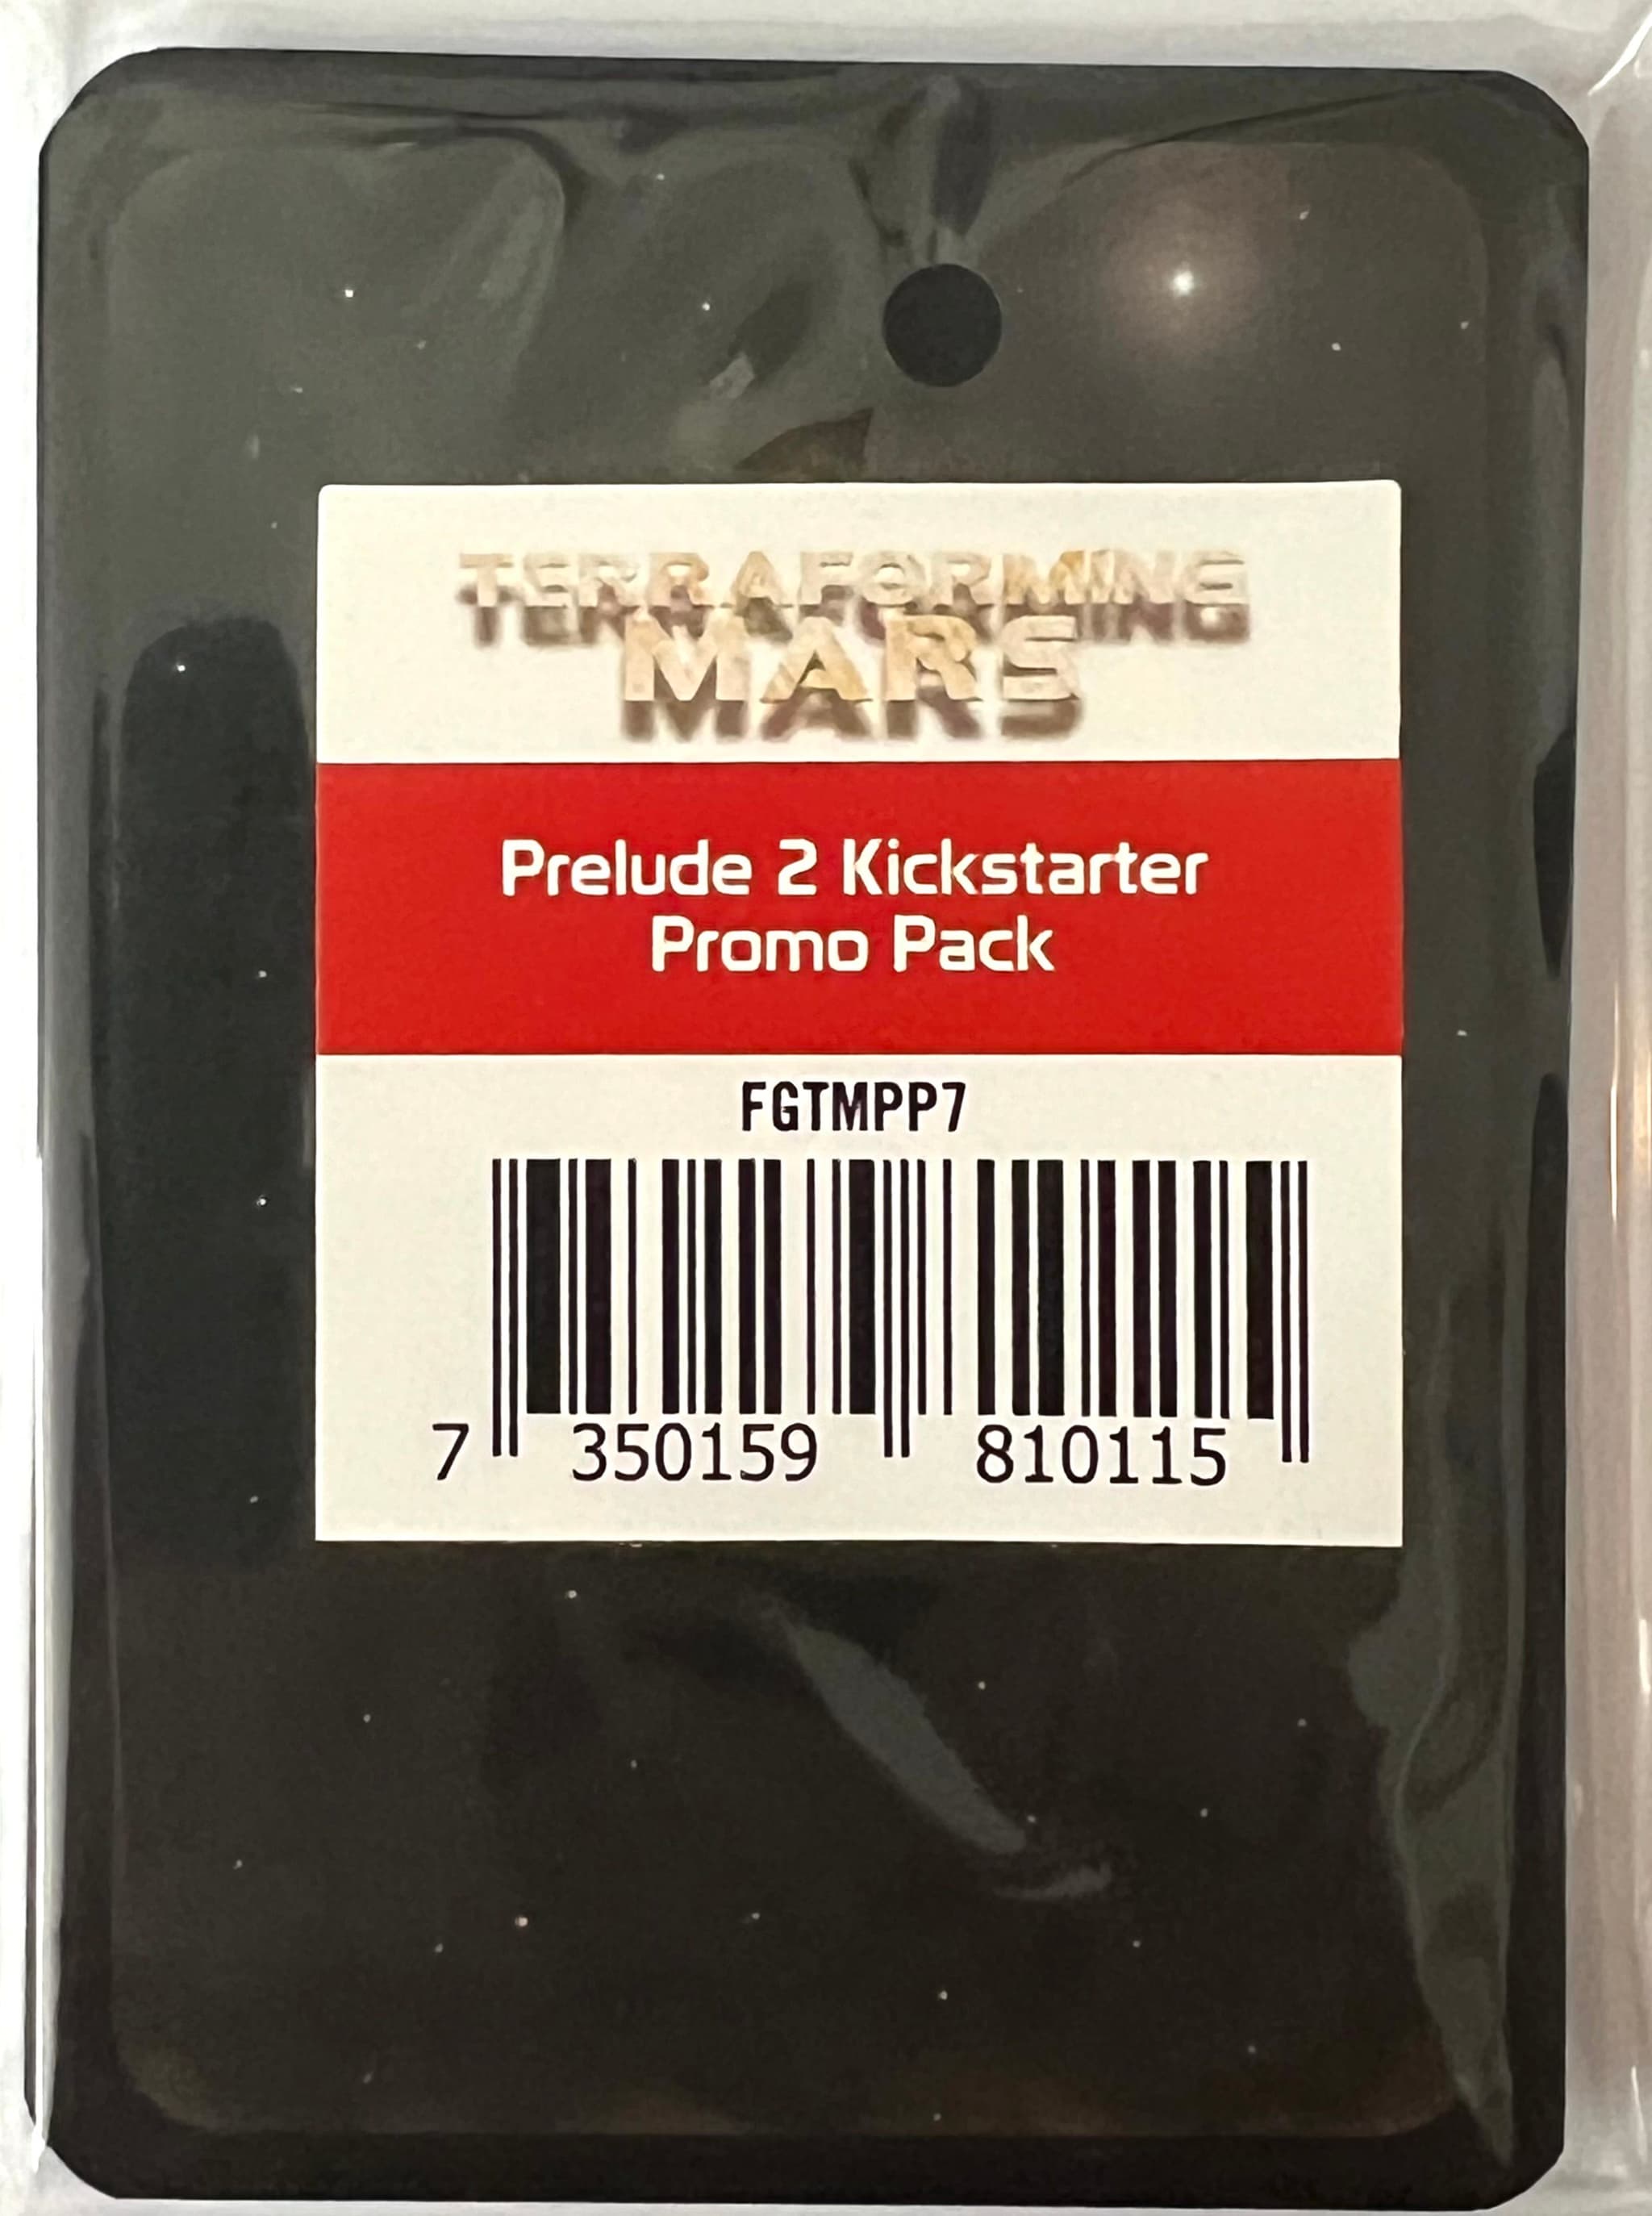 TERRAFORMING
MARS
Prelude 2 Kickstarter
Promo Pack
FGTMPP7
7 350159 810115